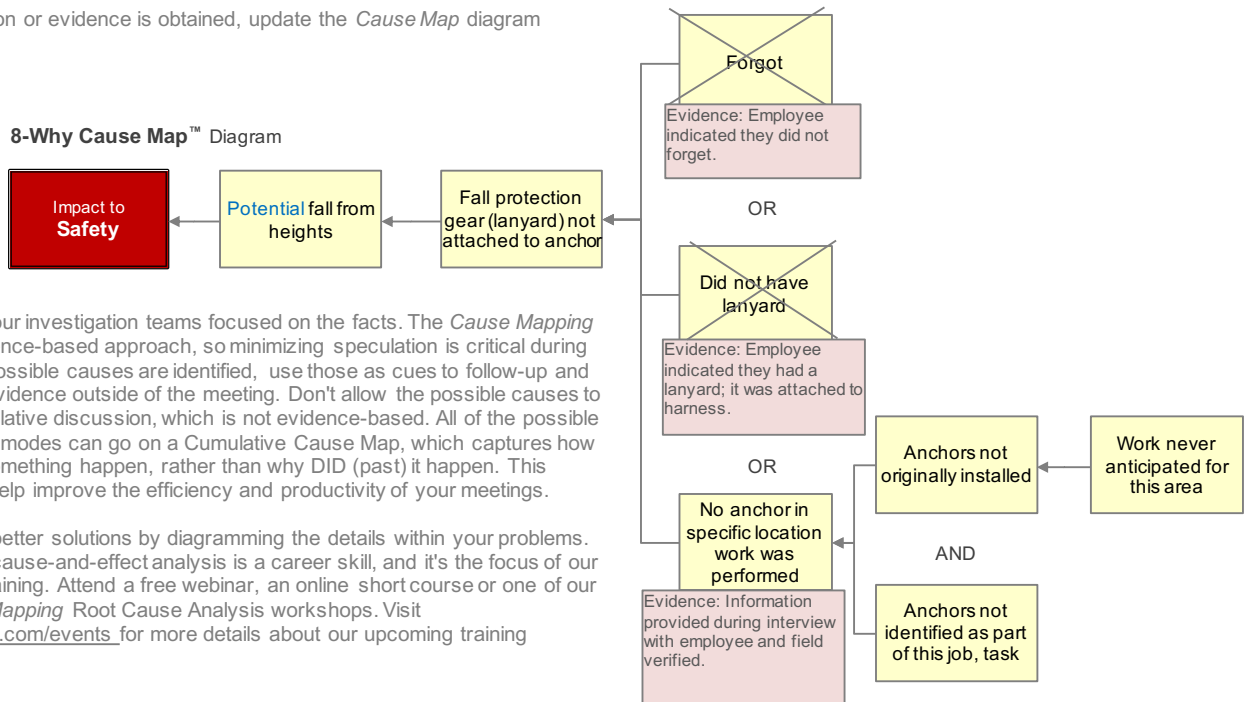 on or evidence is obtained, update the Cause Map diagram
8-Why Cause Map™ Diagram
Impact to
Safety
Potential fall from
heights
Fall protection
gear (lanyard) not
attached to anchor
Forgot
Evidence: Employee
indicated they did not
forget.
OR
Did not have
lanyard
Evidence: Employee
indicated they had a
lanyard; it was attached to
harness.
OR
No anchor in
specific location
work was
performed
Evidence: Information
provided during interview
with employee and field
verified.
Anchors not
originally installed
Work never
anticipated for
this area
AND
Anchors not
identified as part
of this job, task
our investigation teams focused on the facts. The Cause Mapping
ence-based approach, so minimizing speculation is critical during
ossible causes are identified, use those as cues to follow-up and
vidence outside of the meeting. Don't allow the possible causes to
lative discussion, which is not evidence-based. All of the possible
modes can go on a Cumulative Cause Map, which captures how
omething happen, rather than why DID (past) it happen. This
elp improve the efficiency and productivity of your meetings.
etter solutions by diagramming the details within your problems.
cause-and-effect analysis is a career skill, and it's the focus of our
aining. Attend a free webinar, an online short course or one of our
Mapping Root Cause Analysis workshops. Visit
.com/events for more details about our upcoming training